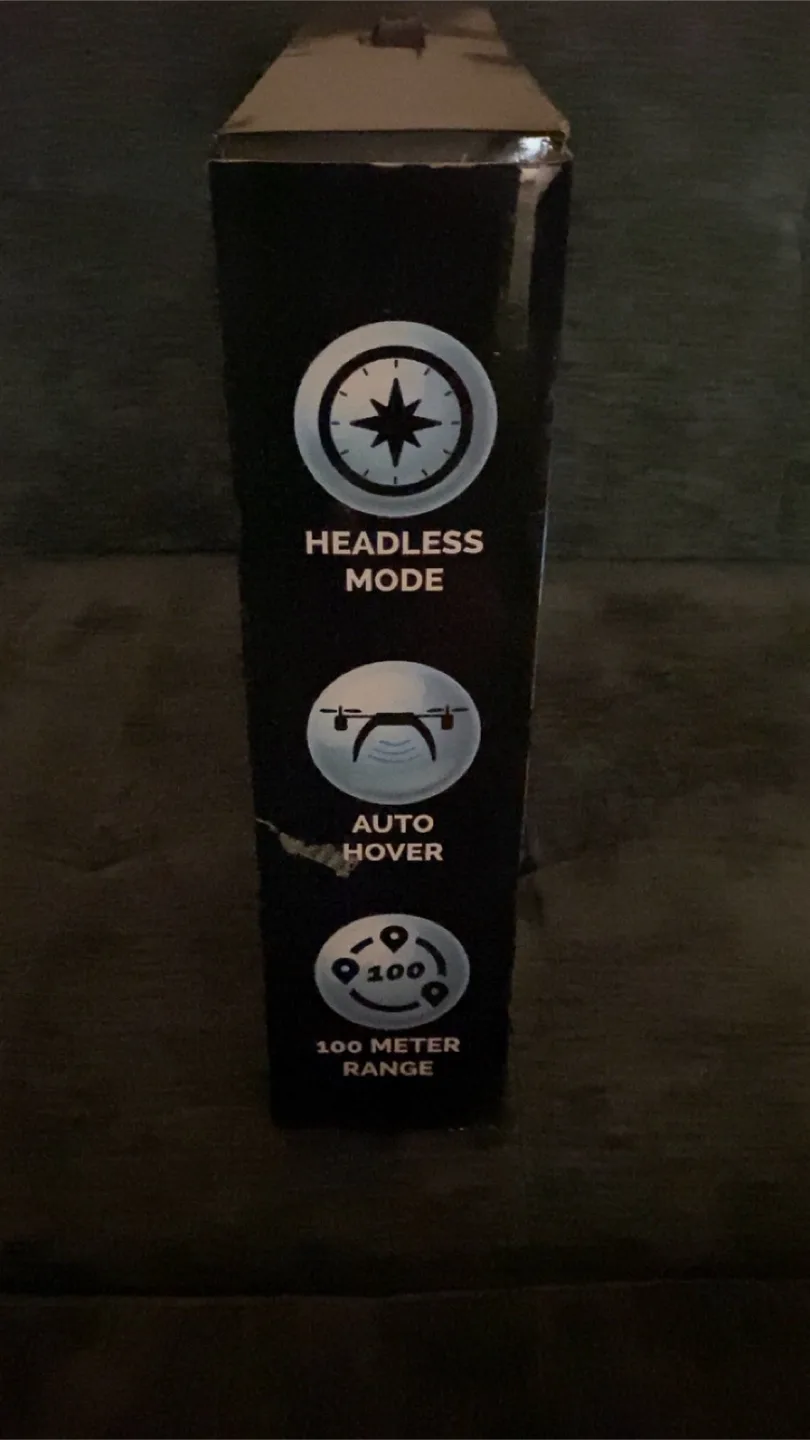 HEADLESS
MODE
AUTO
HOVER
100
100 METER
RANGE